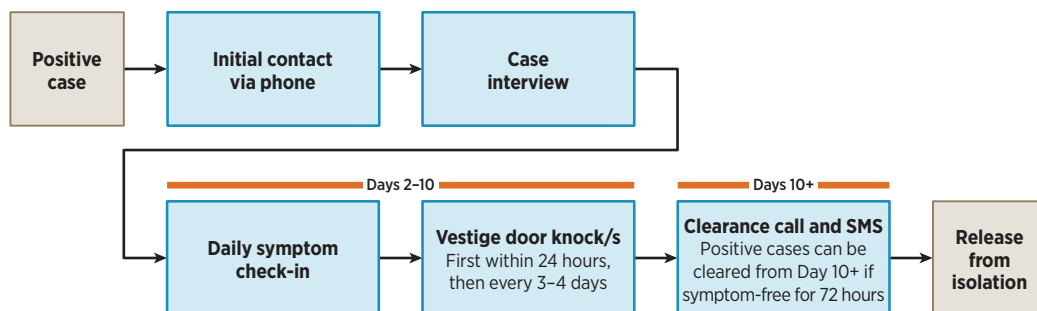 Positive
case
Initial contact
via phone
Case
interview
Days 2–10
Days 10+
Daily symptom
check-in
Vestige door knock/s
First within 24 hours,
then every 3–4 days
Clearance call and SMS
Positive cases can be
cleared from Day 10+ if
symptom-free for 72 hours
Release
from
isolation